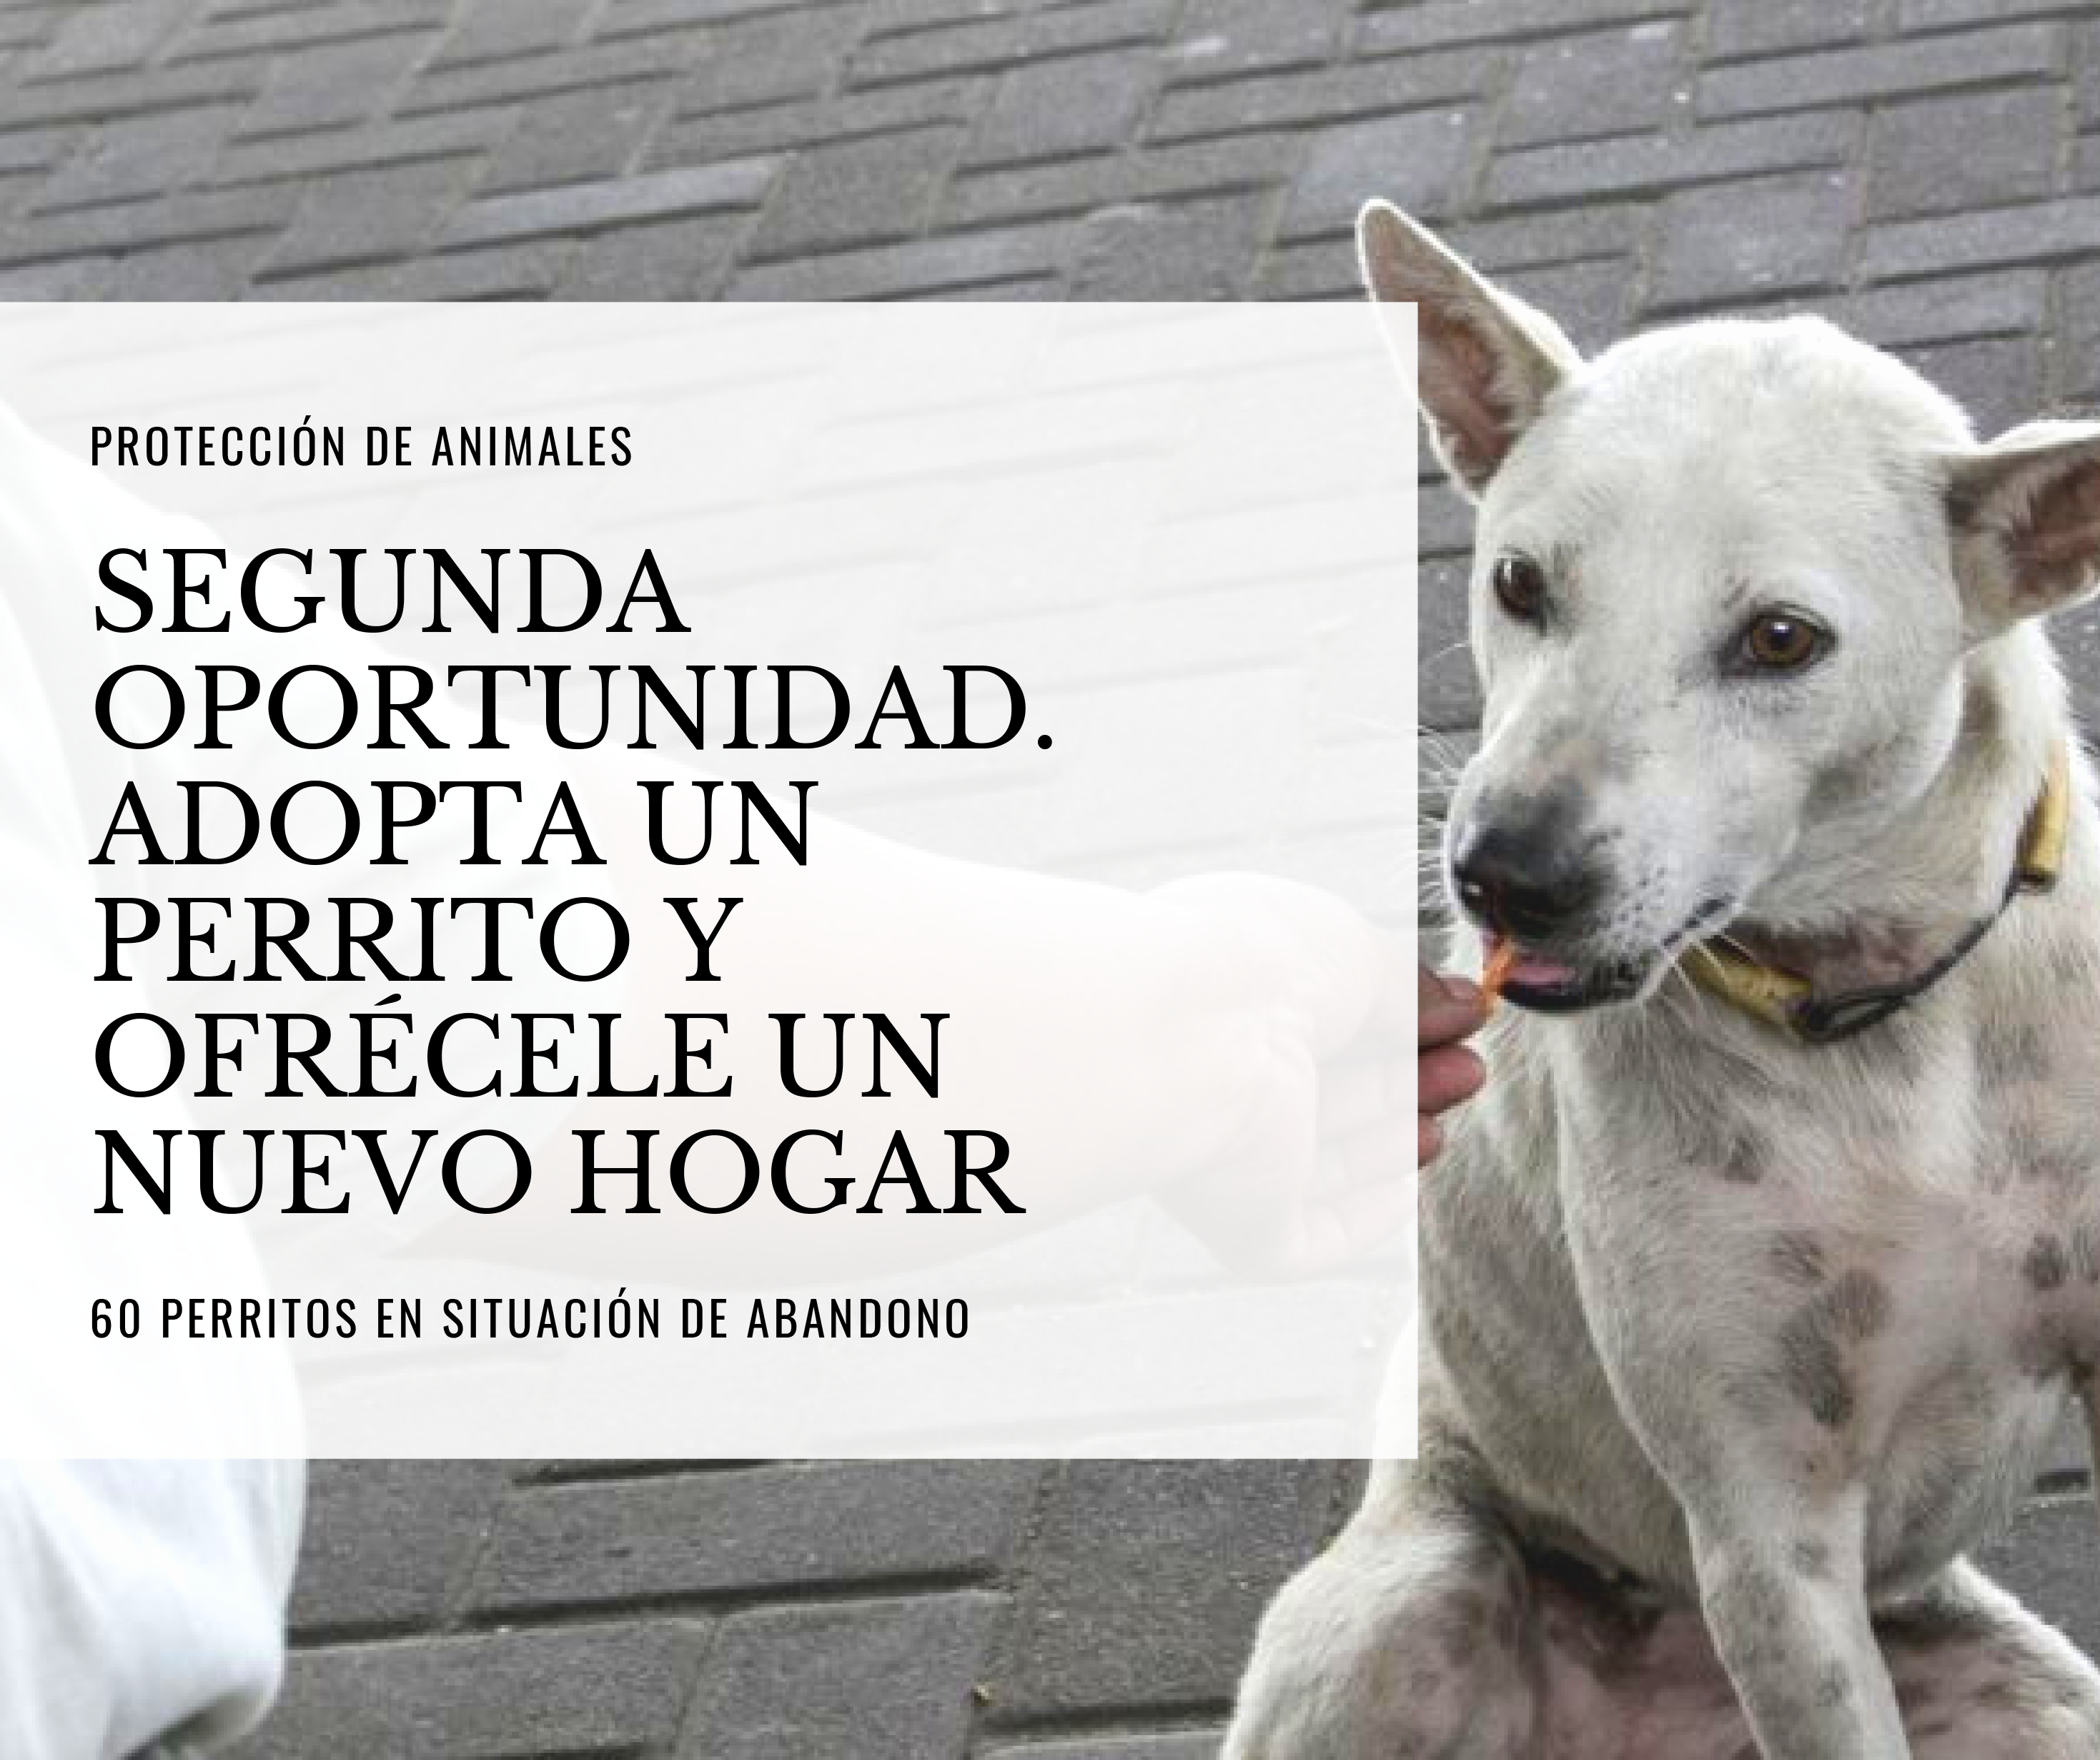 PROTECCIÓN DE ANIMALES
SEGUNDA
OPORTUNIDAD.
ADOPTA UN
PERRITO Y
OFRÉCELE UN
NUEVO HOGAR
60 PERRITOS EN SITUACIÓN DE ABANDONO